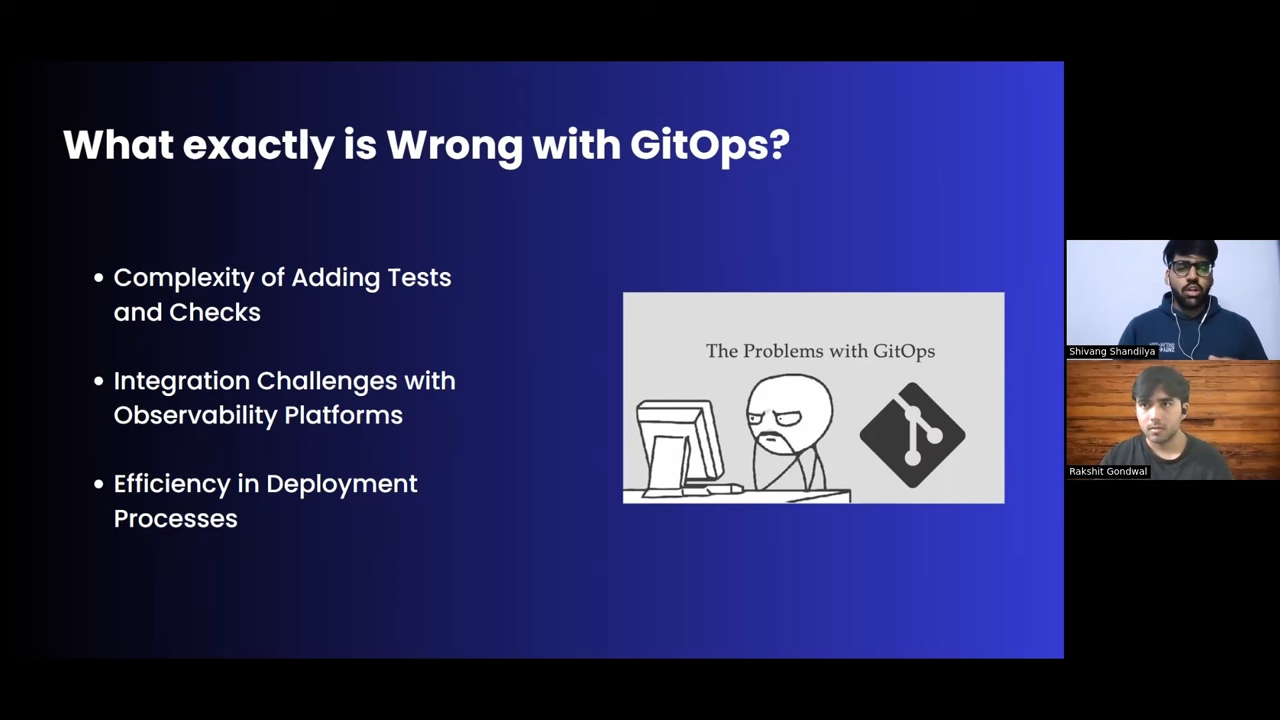 What exactly is Wrong with GitOps?
• Complexity of Adding Tests
and Checks
• Integration Challenges with
Observability Platforms
• Efficiency in Deployment
Processes
The Problems with GitOps
Shivang Shandilya
Rakshit Gondwal